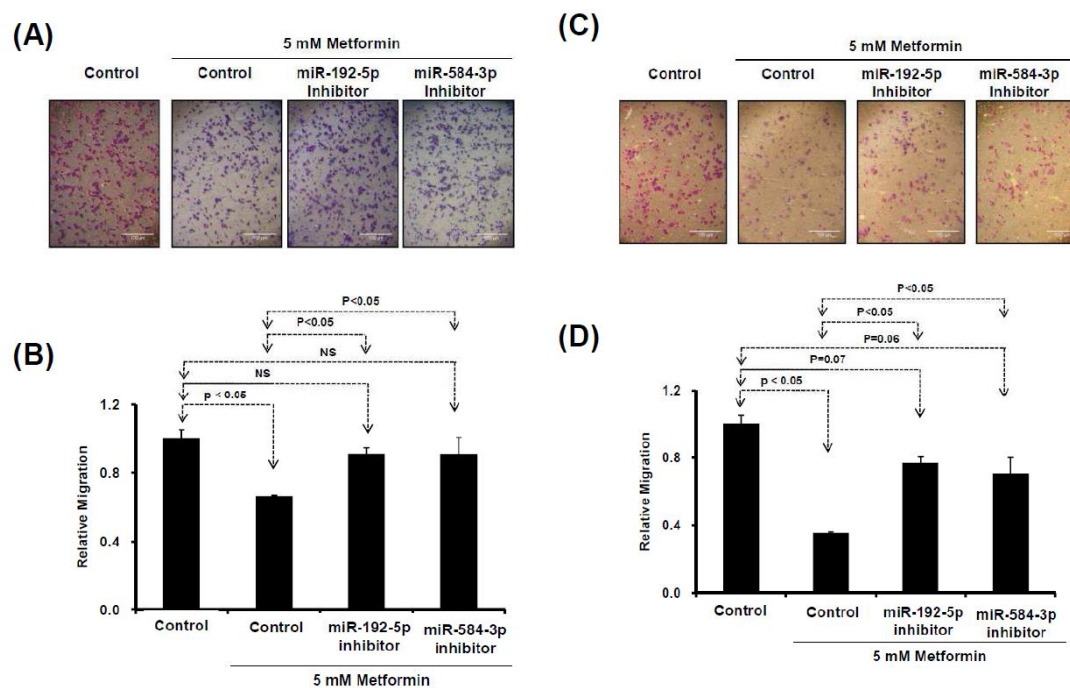 (A)
5 mM Metformin
Control
Control
miR-192-5p
Inhibitor
miR-584-3p
Inhibitor
(B)
P<0.05
P<0.05
NS
NS
p < 0.05
Relative Migration
1.2
0.8
0.4
0.0
Control
Control
miR-192-5p
inhibitor
miR-584-3p
inhibitor
5 mM Metformin
(C)
5 mM Metformin
Control
Control
miR-192-5p
Inhibitor
miR-584-3p
Inhibitor
(D)
P<0.05
P<0.05
P=0.06
P=0.07
p < 0.05
Relative Migration
1.2
0.8
0.4
0.0
Control
Control
miR-192-5p
inhibitor
miR-584-3p
inhibitor
5 mM Metformin